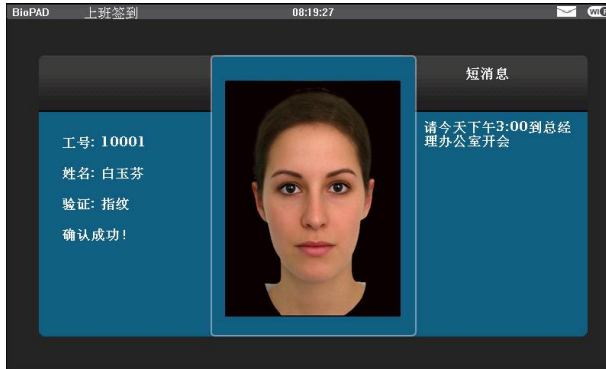 BioPAD 上班签到 08:19:27
短消息
工号: 10001
姓名: 白玉芬
验证: 指纹
确认成功!
请今天下午3:00到总经
理办公室开会